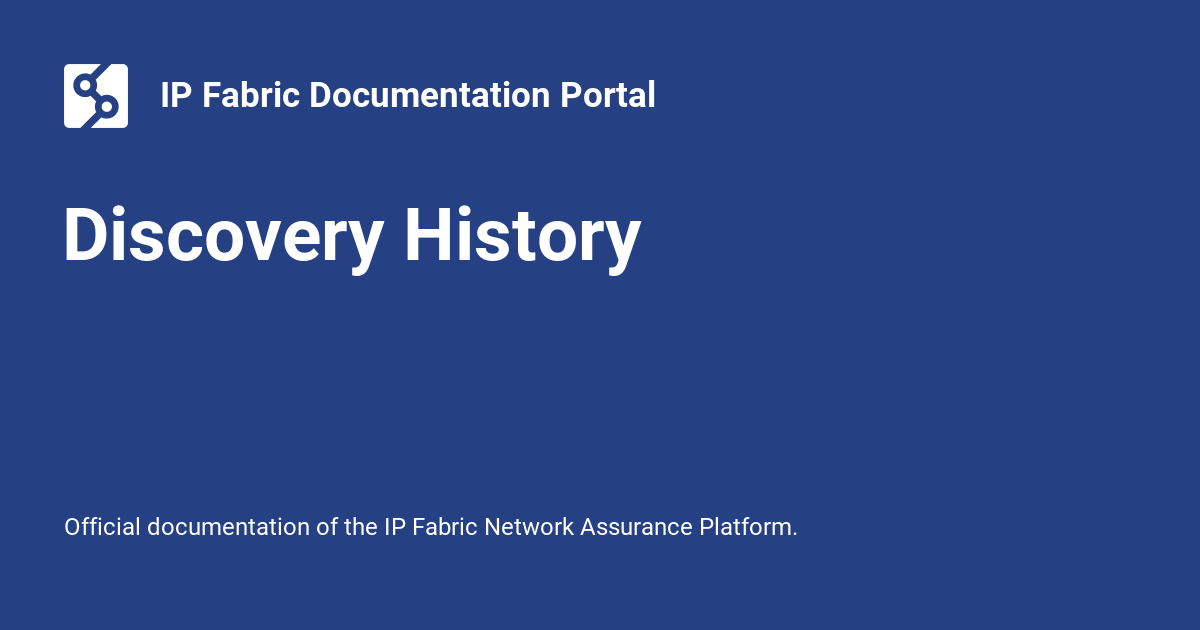 IP Fabric Documentation Portal
Discovery History
Official documentation of the IP Fabric Network Assurance Platform.